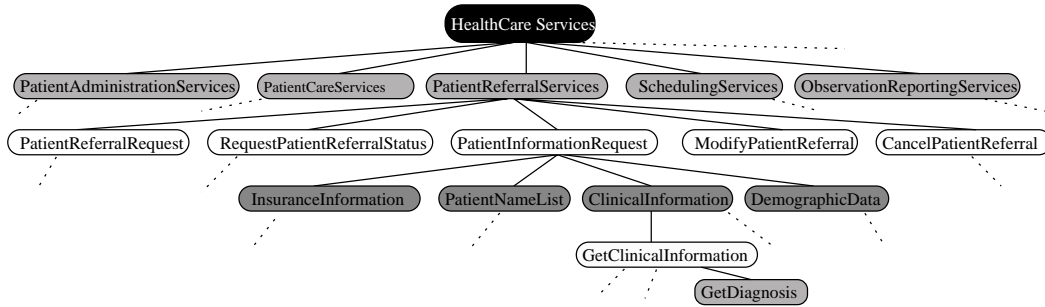 HealthCare Services
PatientAdministrationServices
PatientCareServices
PatientReferralServices
SchedulingServices
ObservationReportingServices
PatientReferralRequest
RequestPatientReferralStatus
PatientInformationRequest
ModifyPatientReferral
CancelPatientReferral
InsuranceInformation
PatientNameList
ClinicalInformation
DemographicData
GetClinicalInformation
GetDiagnosis